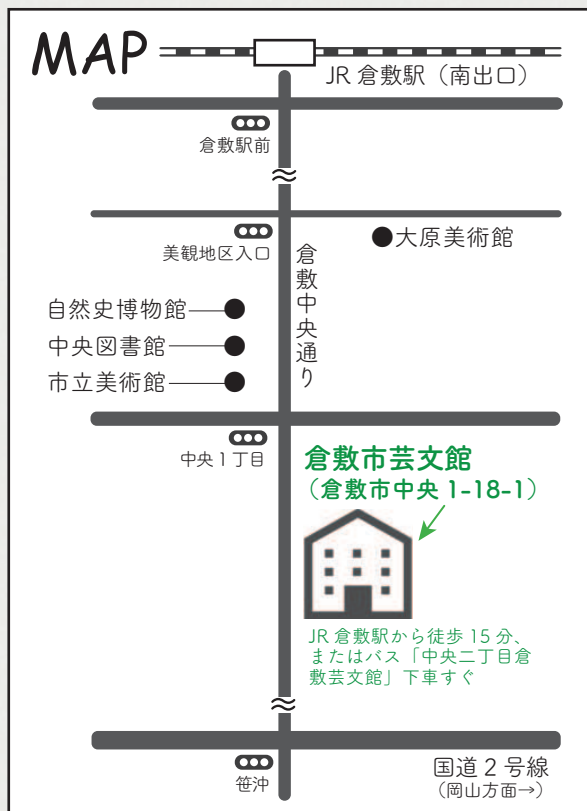 MAP
JR 倉敷駅（南出口）
倉敷駅前
美観地区入口
●大原美術館
倉敷中央通り
自然史博物館
中央図書館
市立美術館
中央１丁目
倉敷市芸文館
（倉敷市中央 1-18-1）
JR 倉敷駅から徒歩 15 分、
またはバス「中央二丁目倉
敷芸文館」下車すぐ
笹沖
国道２号線
（岡山方面→）